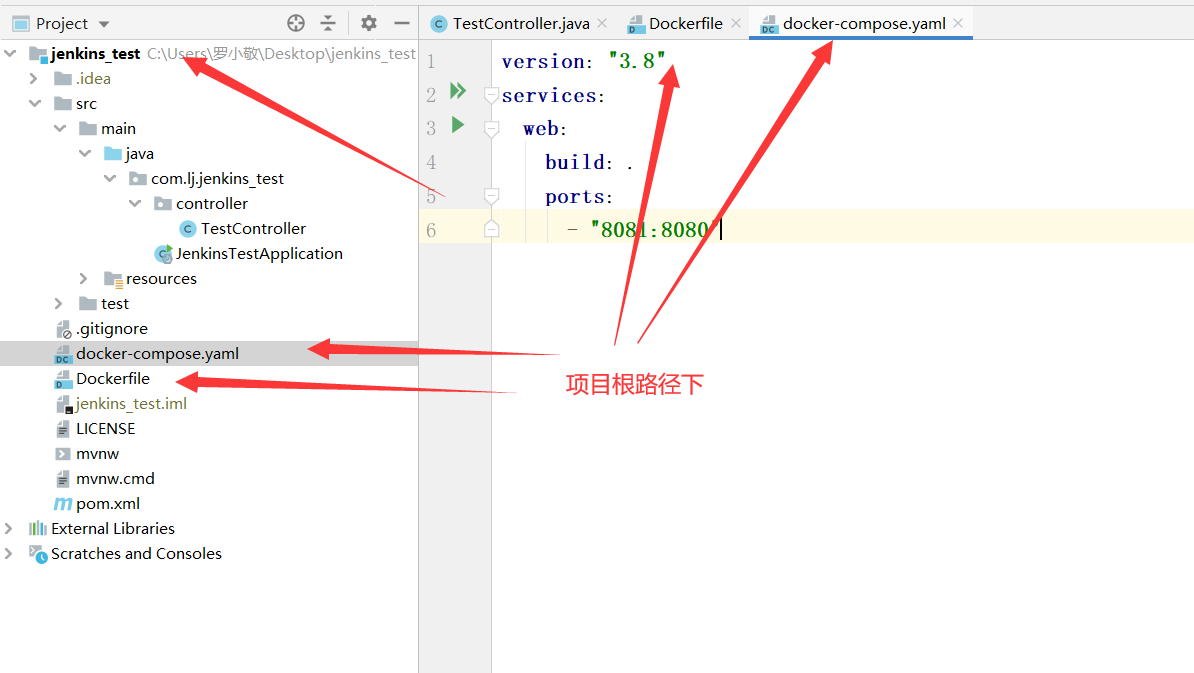 Project
jenkins_test C:\Users\罗小敬\Desktop\jenkins_test
.idea
src
main
java
com.lj.jenkins_test
controller
TestController
JenkinsTestApplication
resources
test
.gitignore
docker-compose.yaml
Dockerfile
jenkins_test.iml
LICENSE
mvnw
mvnw.cmd
pom.xml
External Libraries
Scratches and Consoles
TestController.java Dockerfile docker-compose.yaml
1 version: "3.8"
2 services:
3 web:
4 build: .
5 ports:
6 - "8081:8080"
项目根路径下